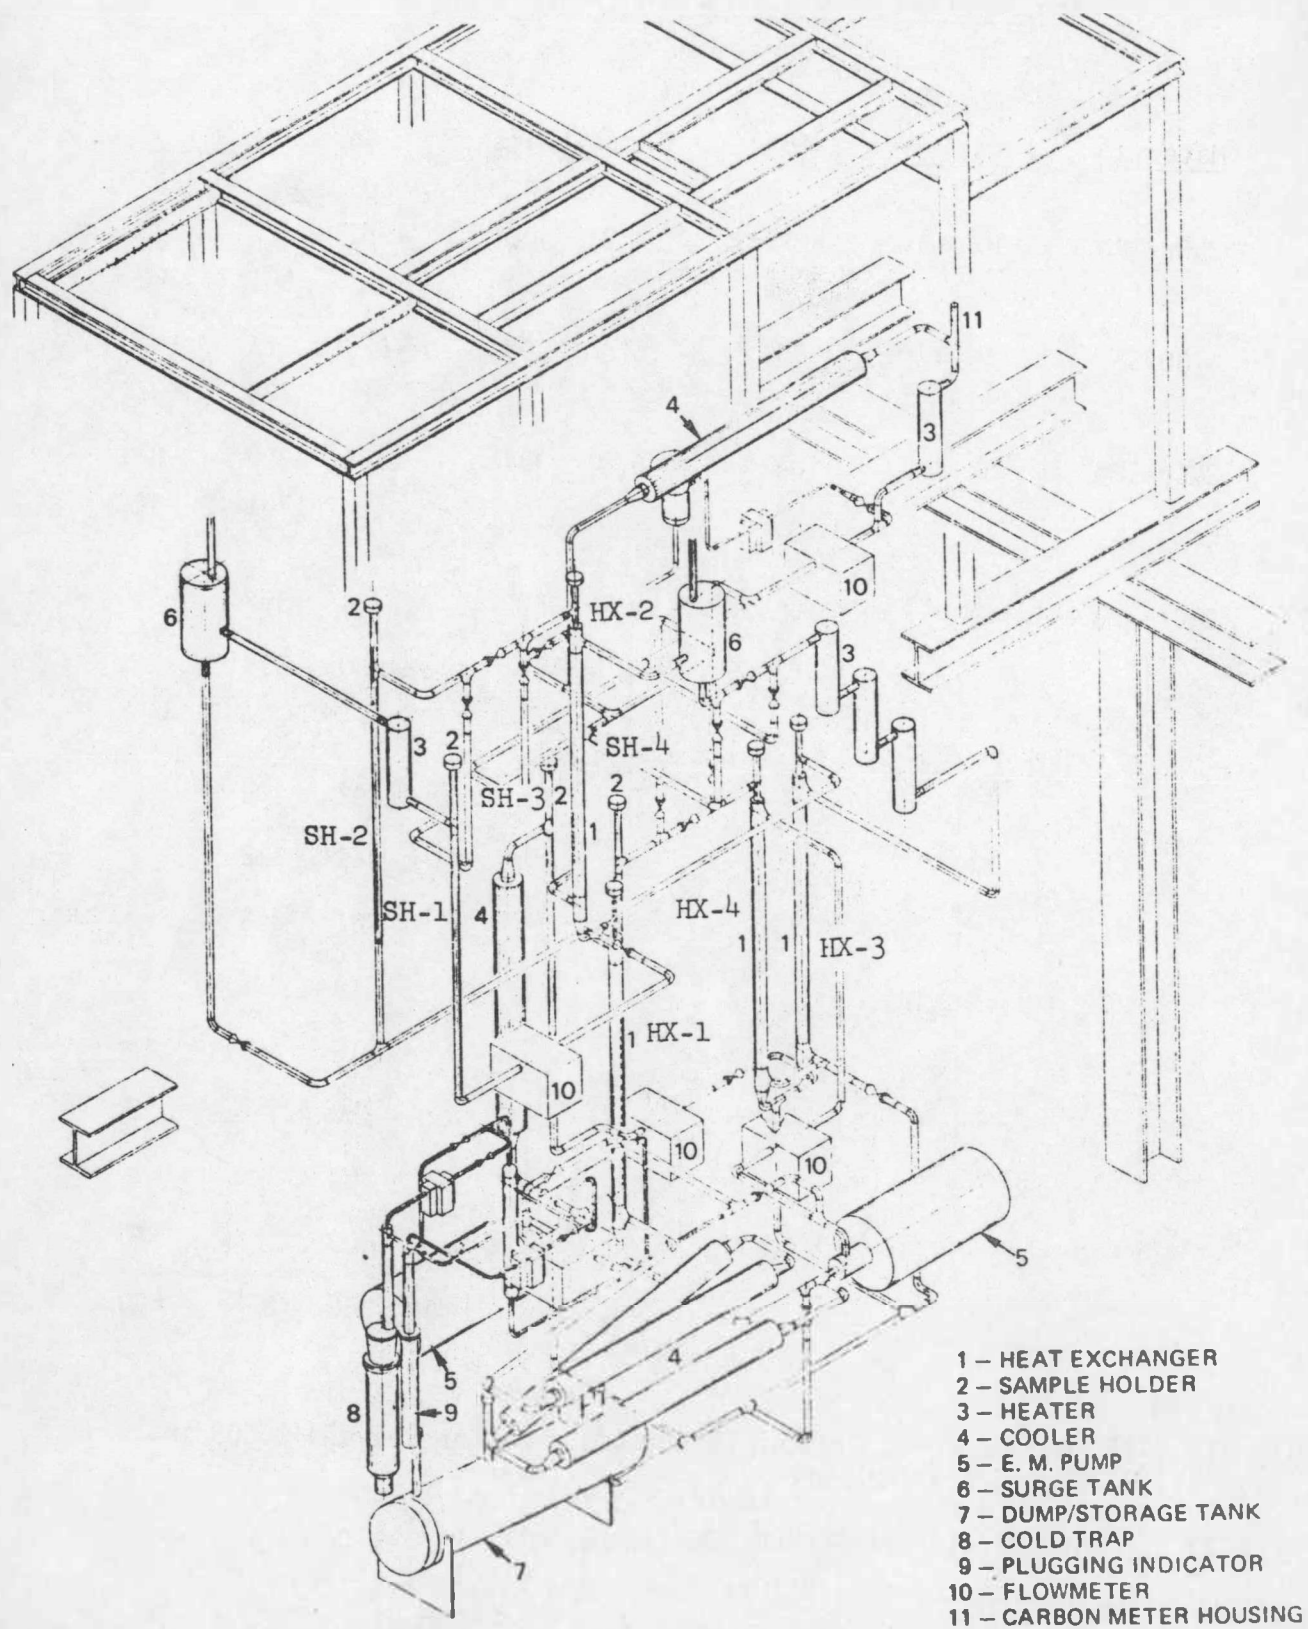 11
4
3
10
HX-2
6
2
6
3
3
2
SH-4
SH-3
2
2
SH-2
1
SH-1
4
HX-4
1
1
HX-3
1
HX-1
10
10
10
5
4
5
8
9
7
1 – HEAT EXCHANGER
2 – SAMPLE HOLDER
3 – HEATER
4 – COOLER
5 – E. M. PUMP
6 – SURGE TANK
7 – DUMP/STORAGE TANK
8 – COLD TRAP
9 – PLUGGING INDICATOR
10 – FLOWMETER
11 – CARBON METER HOUSING